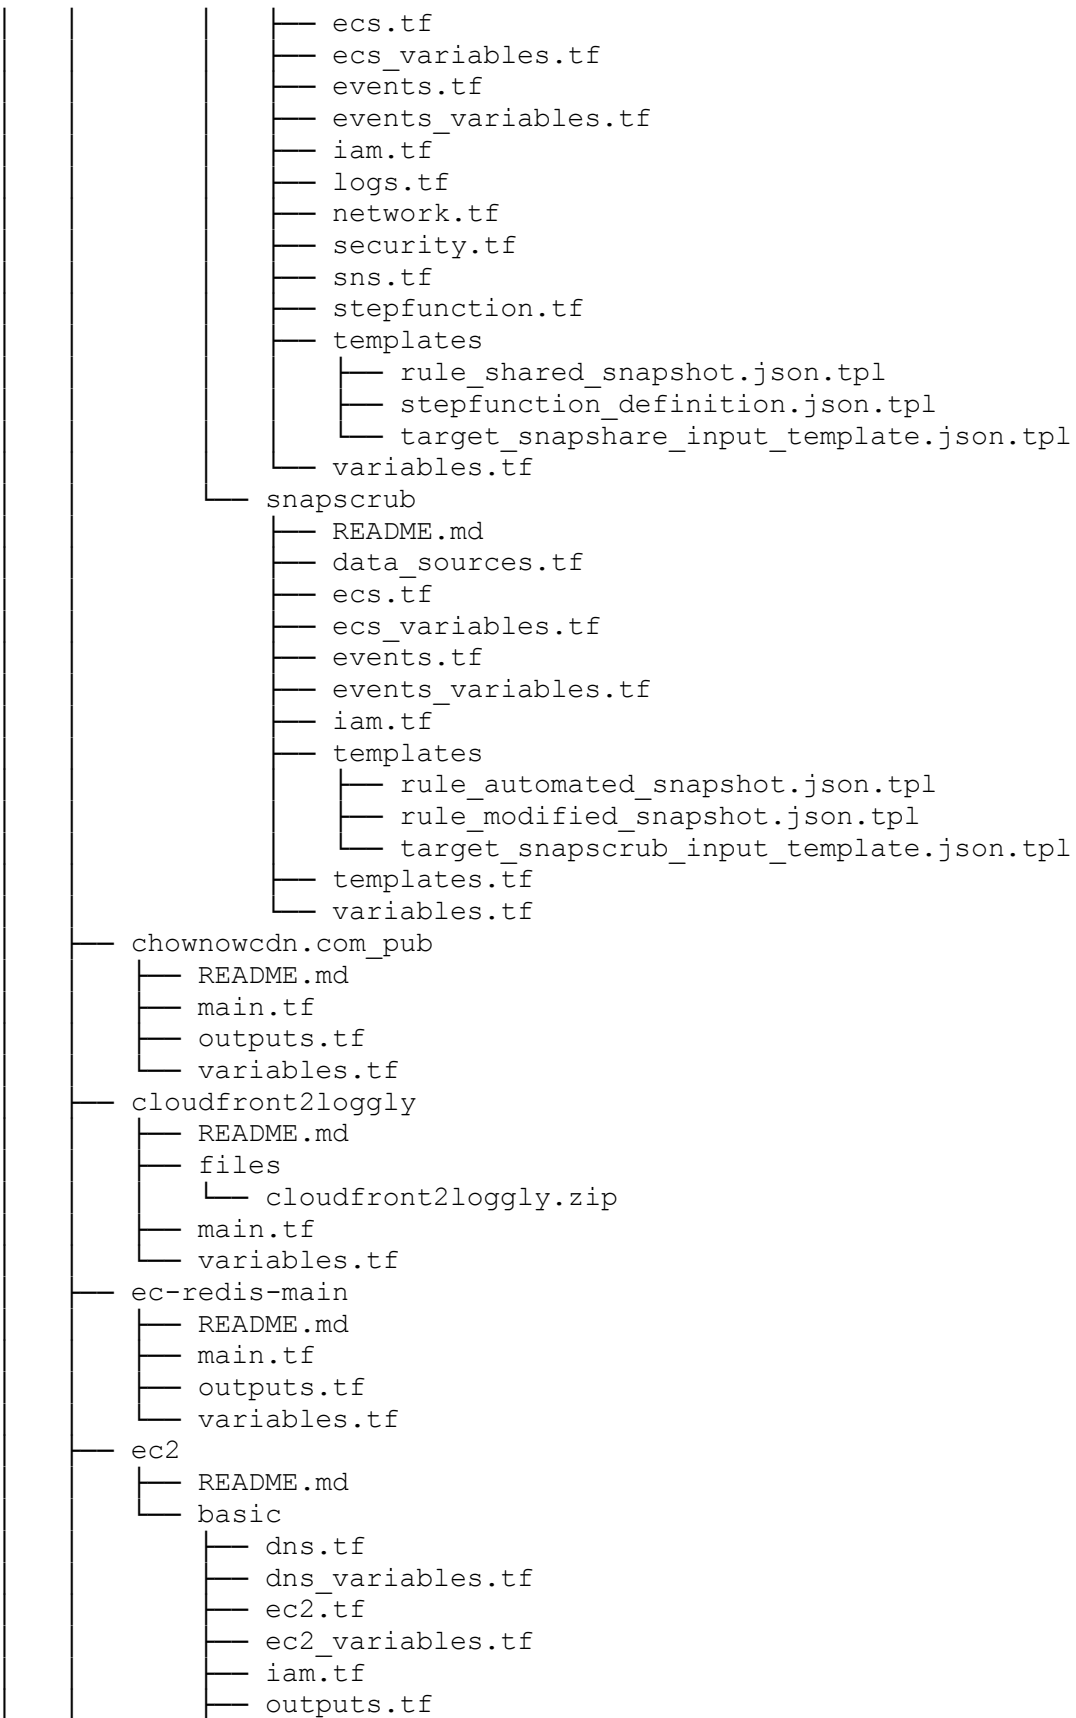 │   │       │   ├── ecs.tf
│   │       │   ├── ecs_variables.tf
│   │       │   ├── events.tf
│   │       │   ├── events_variables.tf
│   │       │   ├── iam.tf
│   │       │   ├── logs.tf
│   │       │   ├── network.tf
│   │       │   ├── security.tf
│   │       │   ├── sns.tf
│   │       │   ├── stepfunction.tf
│   │       │   ├── templates
│   │       │   │   ├── rule_shared_snapshot.json.tpl
│   │       │   │   ├── stepfunction_definition.json.tpl
│   │       │   │   └── target_snapshare_input_template.json.tpl
│   │       │   └── variables.tf
│   │       └── snapscrub
│   │           ├── README.md
│   │           ├── data_sources.tf
│   │           ├── ecs.tf
│   │           ├── ecs_variables.tf
│   │           ├── events.tf
│   │           ├── events_variables.tf
│   │           ├── iam.tf
│   │           ├── templates
│   │           │   ├── rule_automated_snapshot.json.tpl
│   │           │   ├── rule_modified_snapshot.json.tpl
│   │           │   └── target_snapscrub_input_template.json.tpl
│   │           ├── templates.tf
│   │           └── variables.tf
│   ├── chownowcdn.com_pub
│   │   ├── README.md
│   │   ├── main.tf
│   │   ├── outputs.tf
│   │   └── variables.tf
│   ├── cloudfront2loggly
│   │   ├── README.md
│   │   ├── files
│   │   │   └── cloudfront2loggly.zip
│   │   ├── main.tf
│   │   └── variables.tf
│   ├── ec-redis-main
│   │   ├── README.md
│   │   ├── main.tf
│   │   ├── outputs.tf
│   │   └── variables.tf
│   ├── ec2
│   │   ├── README.md
│   │   └── basic
│   │       ├── dns.tf
│   │       ├── dns_variables.tf
│   │       ├── ec2.tf
│   │       ├── ec2_variables.tf
│   │       ├── iam.tf
│   │       ├── outputs.tf